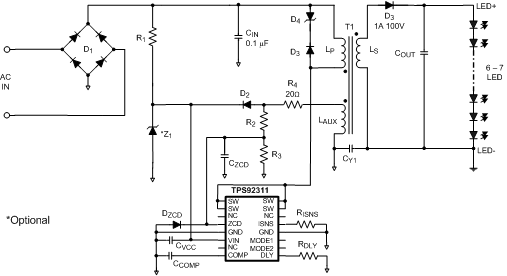 D4
T1
D3
1A 100V
LED+
D1
R1
CIN
0.1 µF
D3
LP
LS
COUT
6 – 7
LED
AC
IN
R4
20Ω
D2
*Z1
R2
LAUX
R3
CZCD
CY1
LED-
TPS92311
SW
SW
NC
ZCD
GND
VIN
NC
COMP
SW
SW
NC
ISNS
GND
MODE1
MODE2
DLY
DZCD
CVCC
CCOMP
RISNS
RDLY
*Optional